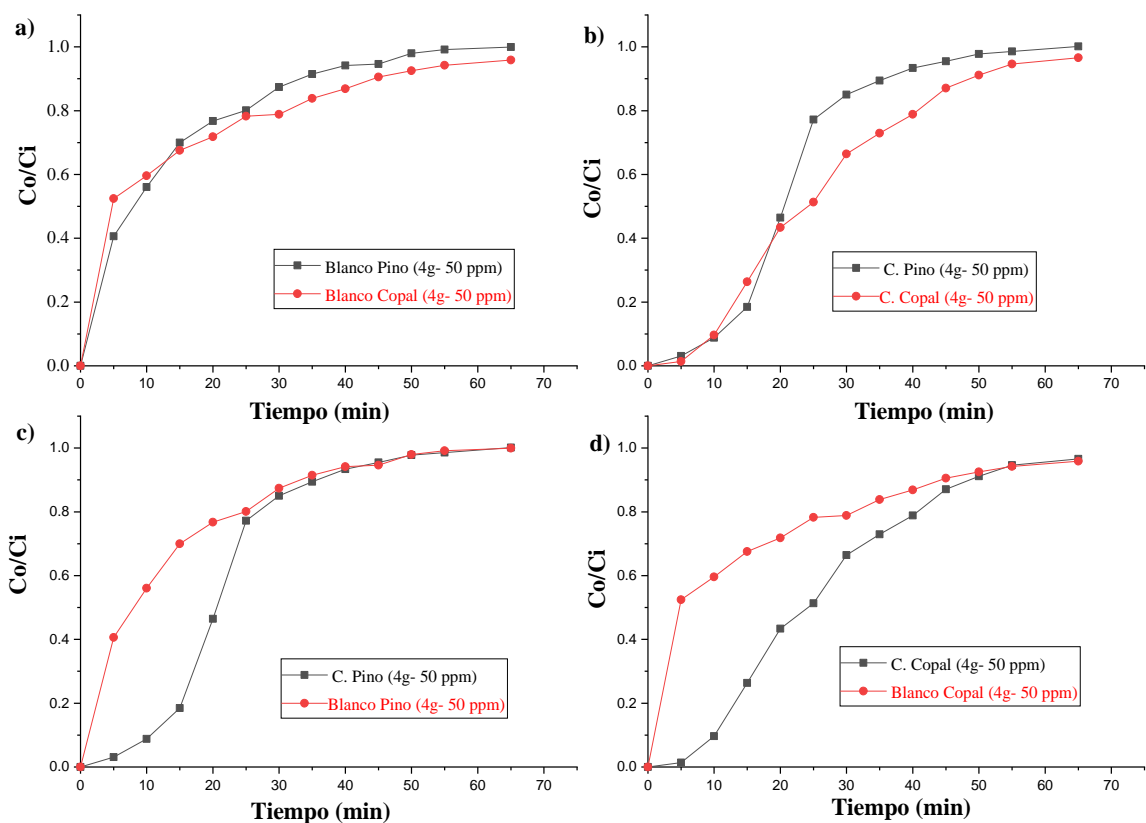 a)
1.0
0.8
0.6
0.4
0.2
0.0
Co/Ci
Blanco Pino (4g- 50 ppm)
Blanco Copal (4g- 50 ppm)
0 10 20 30 40 50 60 70
Tiempo (min)
b)
1.0
0.8
0.6
0.4
0.2
0.0
Co/Ci
C. Pino (4g- 50 ppm)
C. Copal (4g- 50 ppm)
0 10 20 30 40 50 60 70
Tiempo (min)
c)
1.0
0.8
0.6
0.4
0.2
0.0
Co/Ci
C. Pino (4g- 50 ppm)
Blanco Pino (4g- 50 ppm)
0 10 20 30 40 50 60 70
Tiempo (min)
d)
1.0
0.8
0.6
0.4
0.2
0.0
Co/Ci
C. Copal (4g- 50 ppm)
Blanco Copal (4g- 50 ppm)
0 10 20 30 40 50 60 70
Tiempo (min)